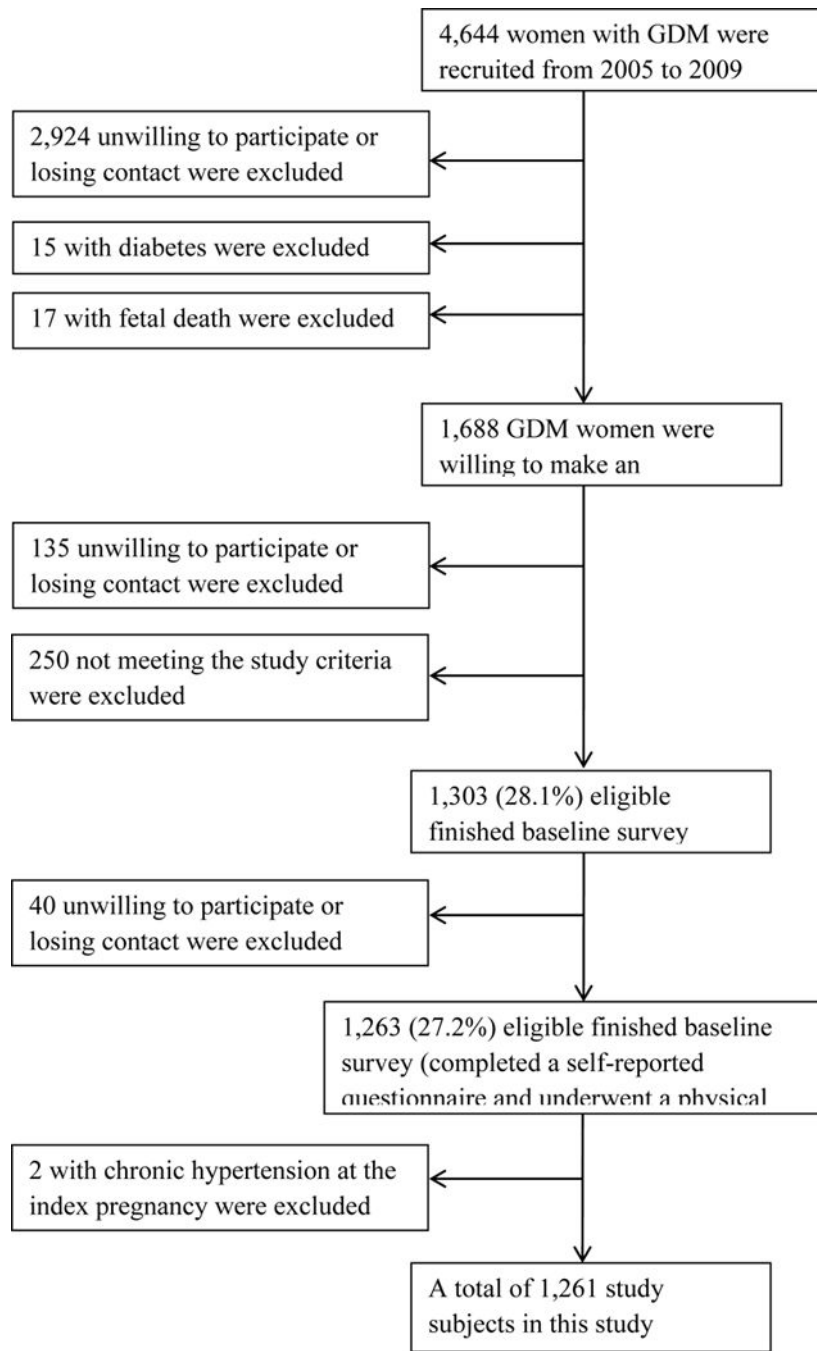 4,644 women with GDM were
recruited from 2005 to 2009
2,924 unwilling to participate or
losing contact were excluded
15 with diabetes were excluded
17 with fetal death were excluded
1,688 GDM women were
willing to make an
135 unwilling to participate or
losing contact were excluded
250 not meeting the study criteria
were excluded
1,303 (28.1%) eligible
finished baseline survey
40 unwilling to participate or
losing contact were excluded
1,263 (27.2%) eligible finished baseline
survey (completed a self-reported
questionnaire and underwent a physical
2 with chronic hypertension at the
index pregnancy were excluded
A total of 1,261 study
subjects in this study